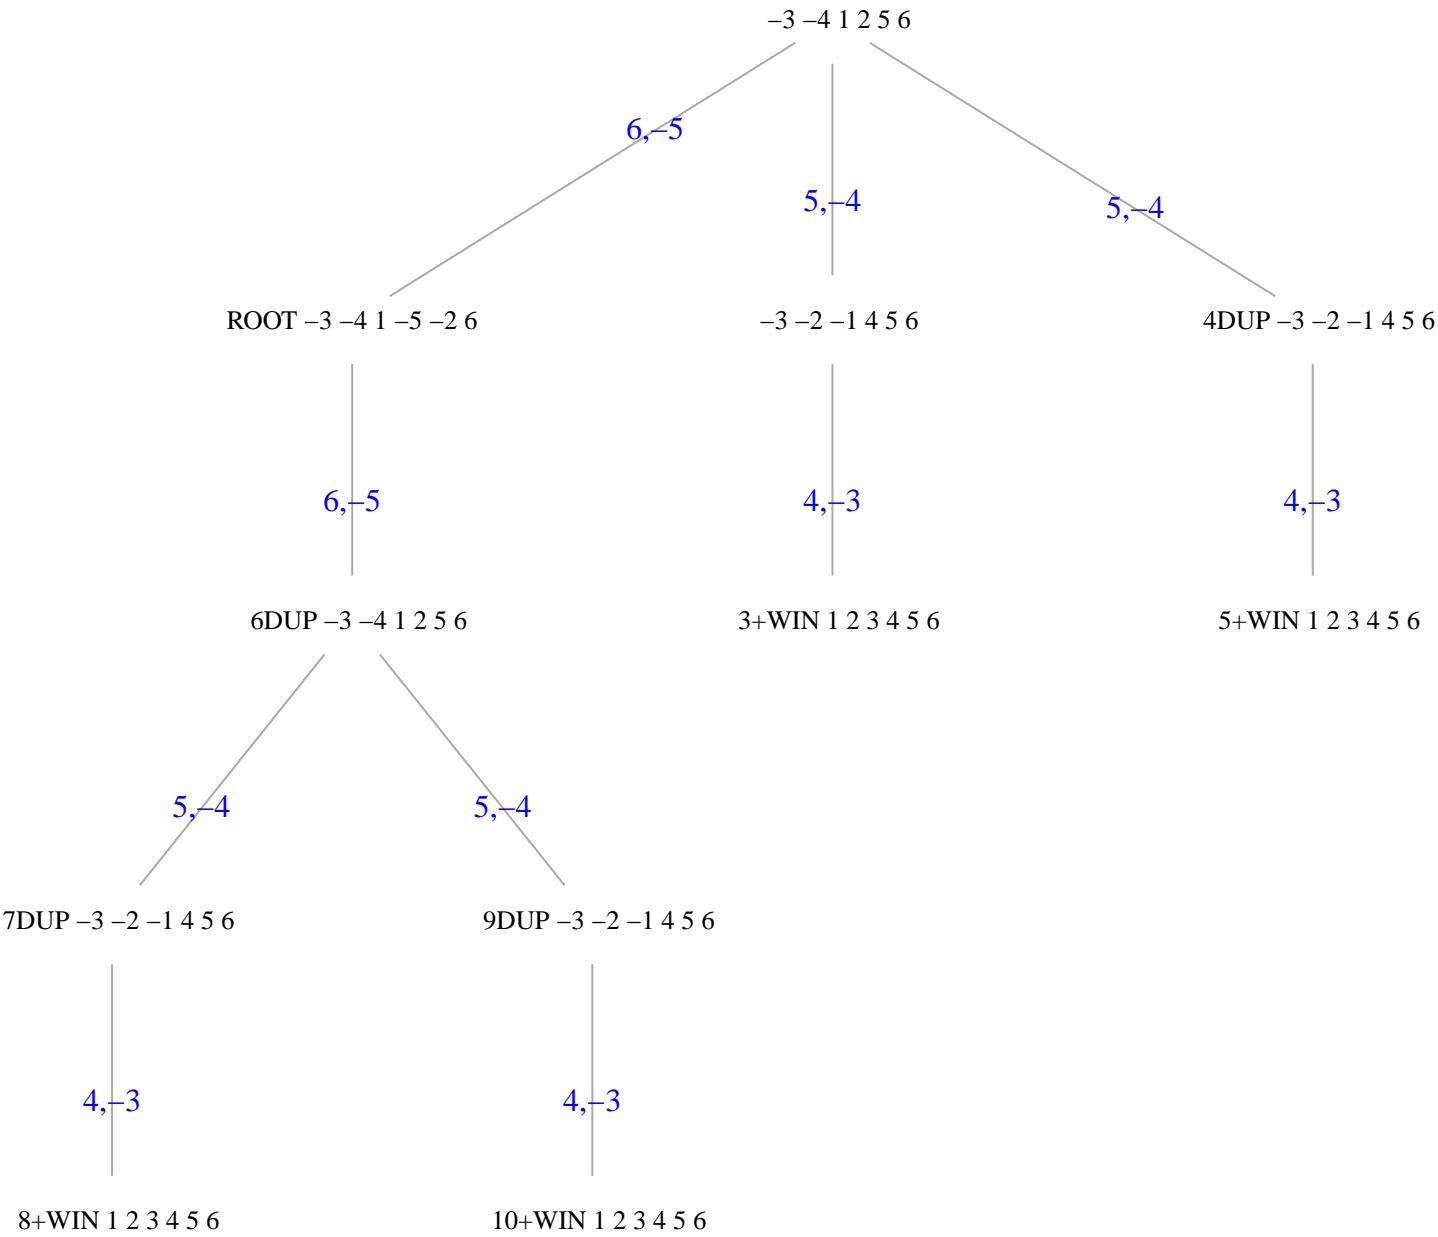 –3 –4 1 2 5 6
6,–5
5,–4
5,–4
ROOT –3 –4 1 –5 –2 6
–3 –2 –1 4 5 6
4DUP –3 –2 –1 4 5 6
6,–5
4,–3
4,–3
6DUP –3 –4 1 2 5 6
3+WIN 1 2 3 4 5 6
5+WIN 1 2 3 4 5 6
5,–4
5,–4
7DUP –3 –2 –1 4 5 6
9DUP –3 –2 –1 4 5 6
4,–3
4,–3
8+WIN 1 2 3 4 5 6
10+WIN 1 2 3 4 5 6